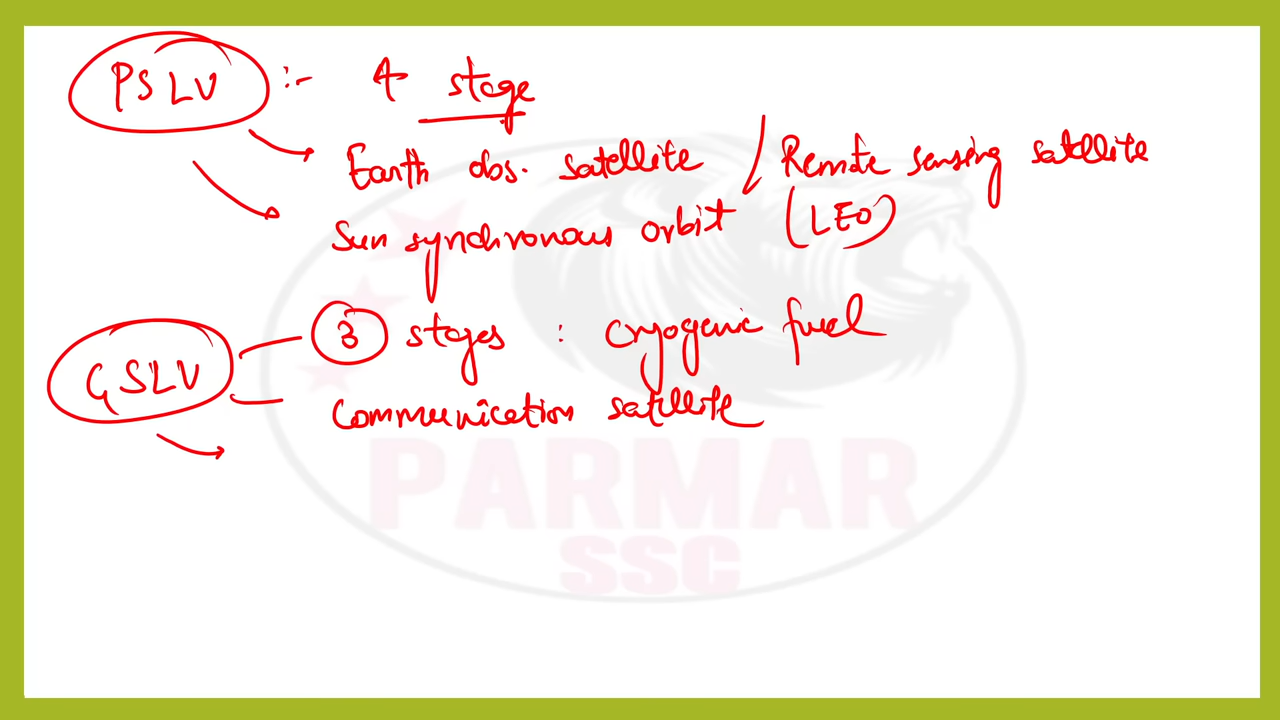 PSLV :- 4 stage
Earth obs. satellite / Remote sensing satellite
Sun synchronous orbit (LEO)
GSLV 3 stages : cryogenic fuel
Communication satellite
PARMAR
SSC